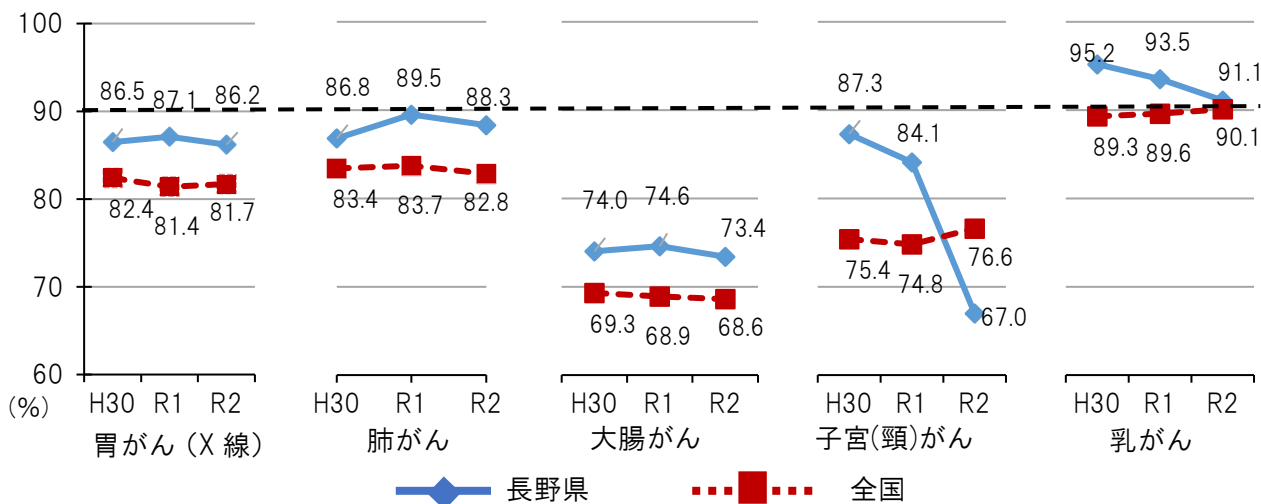 100
90
80
70
60
(%)
86.5 87.1 86.2
82.4 81.4 81.7
H30 R1 R2
胃がん(X線)
86.8 89.5 88.3
83.4 83.7 82.8
H30 R1 R2
肺がん
74.0 74.6 73.4
69.3 68.9 68.6
H30 R1 R2
大腸がん
87.3 84.1 67.0
75.4 74.8 76.6
H30 R1 R2
子宮(頸)がん
95.2 93.5 91.1
89.3 89.6 90.1
H30 R1 R2
乳がん
長野県 全国